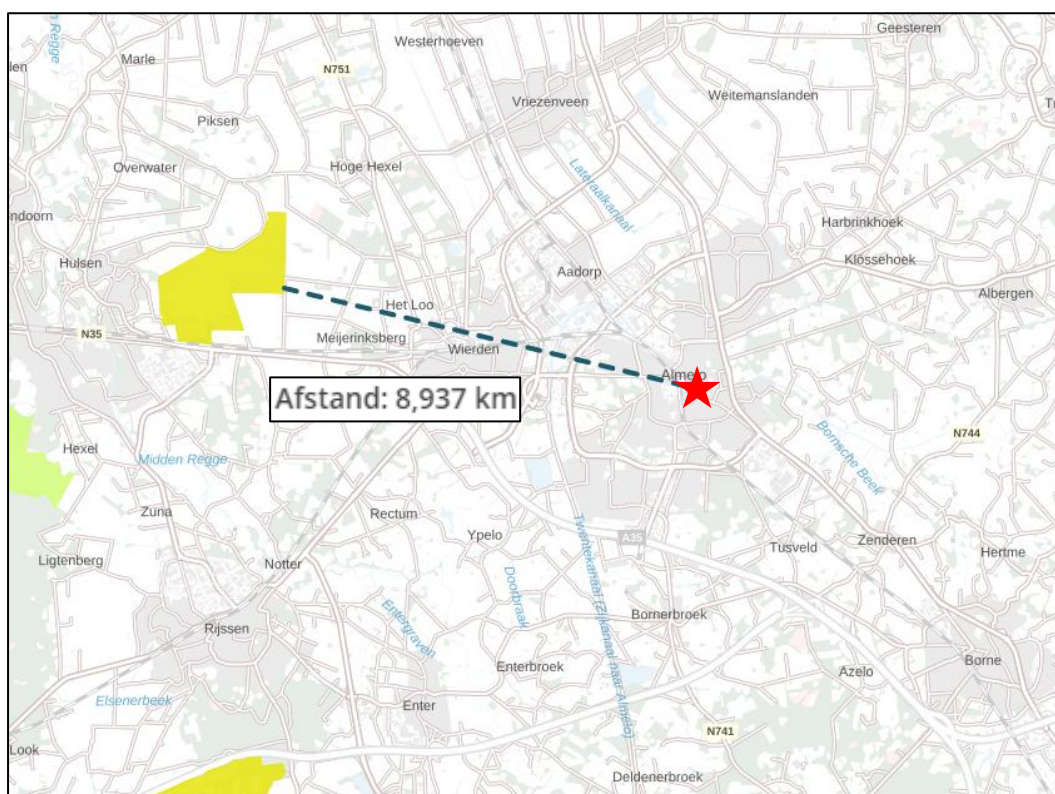 Westerhoeven
Geesteren
Marle
N751
Vriezenveen
Weitemanslanden
Piksen
Overwater
Hoge Hexel
Lateraalkanaal
ndoorn
Harbrinkhoek
Hulsen
Aadorp
Klossehoek
Albergen
Het Loo
N35
Meijerinksberg
Wierden
Almelo
Afstand: 8,937 km
Hexel
Midden Regge
Bornsche Beek
N744
Zuna
Rectum
Ypelo
A35
Tusveld
Zenderen
Hertme
Ligtenberg
Notter
Doorbraak
Twentekanaal (Zijkanaal naar Almelo)
Entergraven
Rijssen
Bornerbroek
Enterbroek
Azelo
Borne
Elsenerbeek
Enter
Look
N741
Deldenerbroek